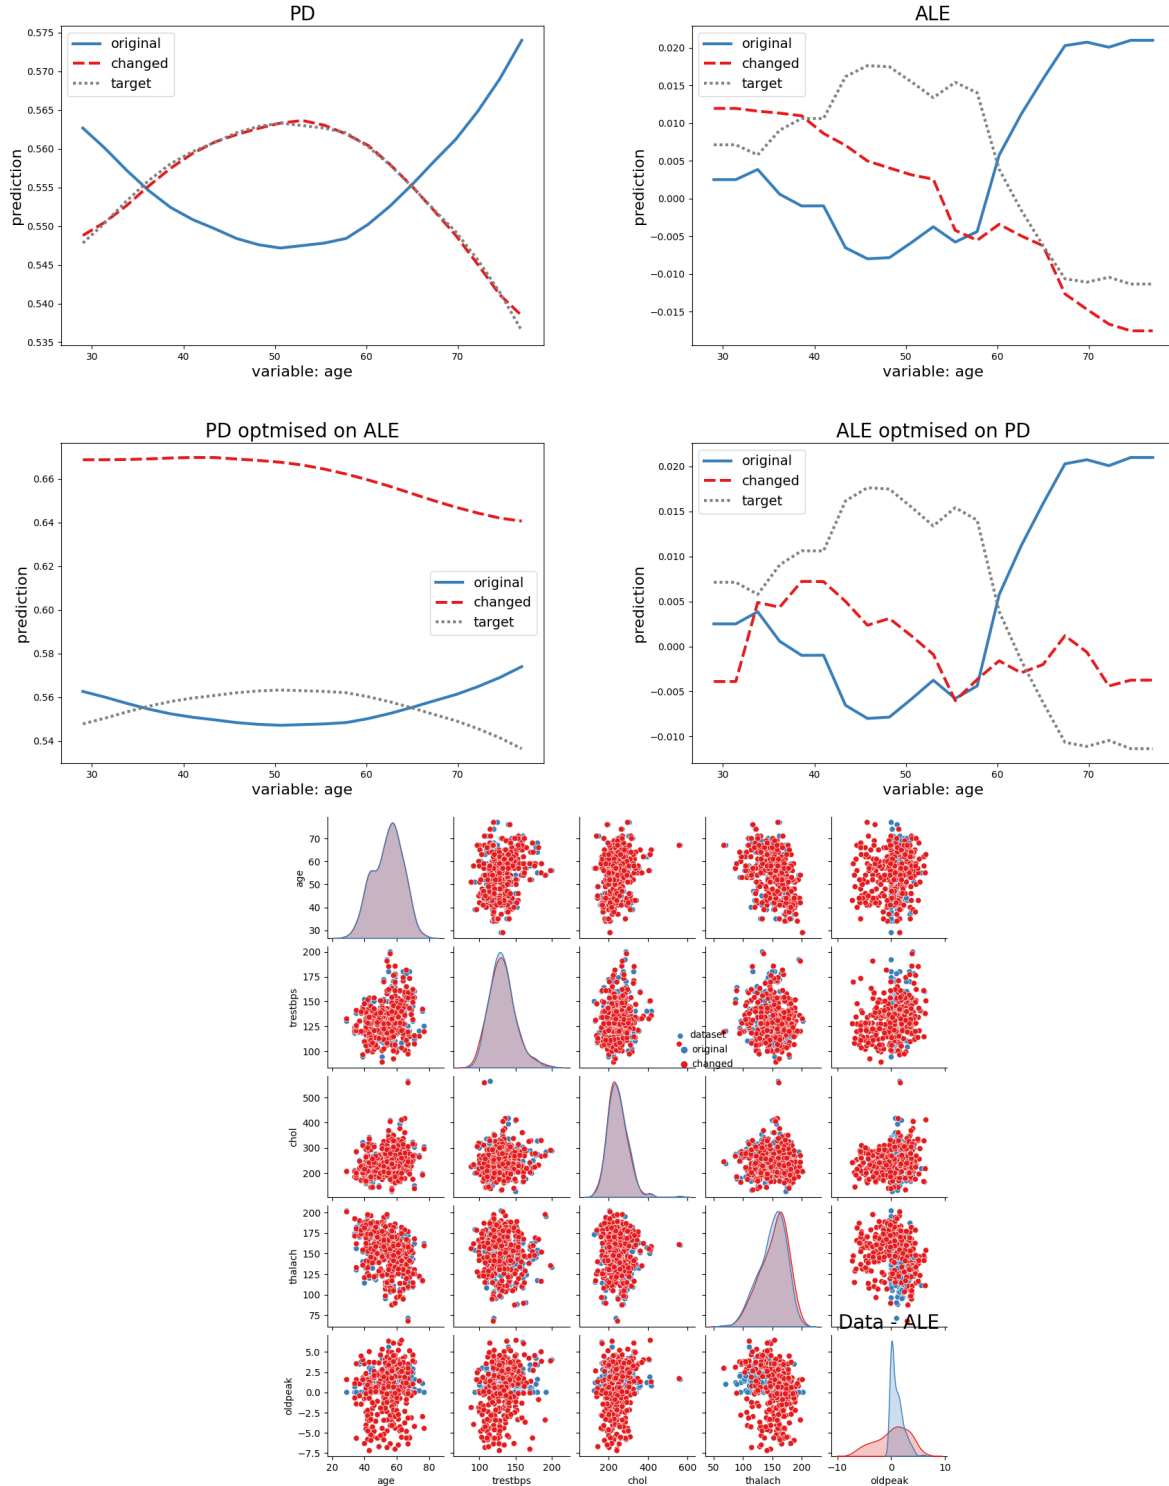 PD
0.575
0.570
0.565
0.560
0.555
0.550
0.545
0.540
0.535
prediction
original
changed
target
30 40 50 60 70
variable: age
ALE
0.020
0.015
0.010
0.005
0.000
−0.005
−0.010
−0.015
prediction
original
changed
target
30 40 50 60 70
variable: age
PD optmised on ALE
0.66
0.64
0.62
0.60
0.58
0.56
0.54
prediction
original
changed
target
30 40 50 60 70
variable: age
ALE optmised on PD
0.020
0.015
0.010
0.005
0.000
−0.005
−0.010
prediction
original
changed
target
30 40 50 60 70
variable: age
age
70
60
50
40
30
trestbps
200
175
150
125
100
dataset
original
changed
chol
500
400
300
200
thalach
200
175
150
125
100
75
Data - ALE
oldpeak
5.0
2.5
0.0
−2.5
−5.0
−7.5
20 40 60 80
100 150 200
200 400 600
50 100 150 200
−10 0 10
age
trestbps
chol
thalach
oldpeak